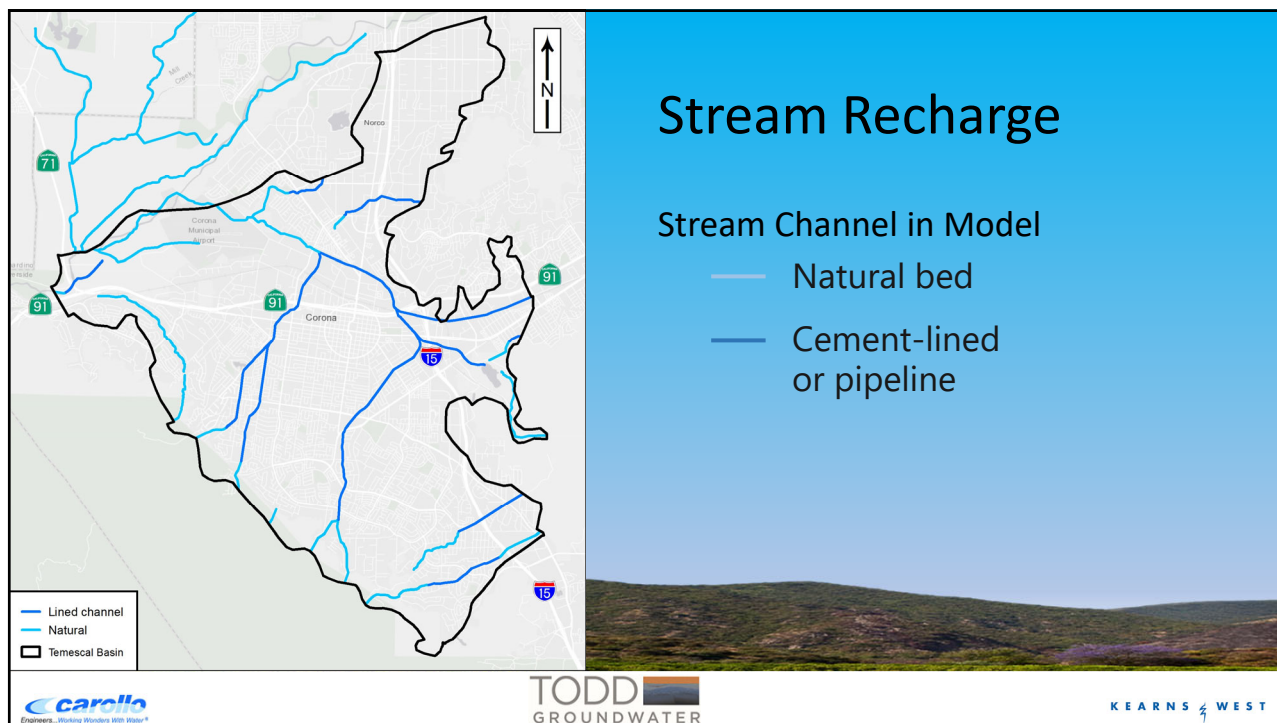 Mill
Creek
N
Norco
71
Corona
Municipal
Airport
91
91
91
Corona
15
15
Lined channel
Natural
Temescal Basin
Stream Recharge
Stream Channel in Model
Natural bed
Cement-lined
or pipeline
carollo
Engineers...Working Wonders With Water®
TODD
GROUNDWATER
KEARNS WEST